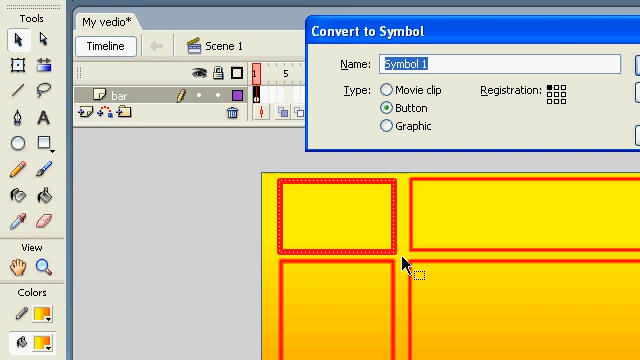 Tools
My vedio*
Convert to Symbol
Timeline
Scene 1
Name:
Symbol 1
1
5
Type:
Movie clip
Registration:
bar
Button
Graphic
View
Colors